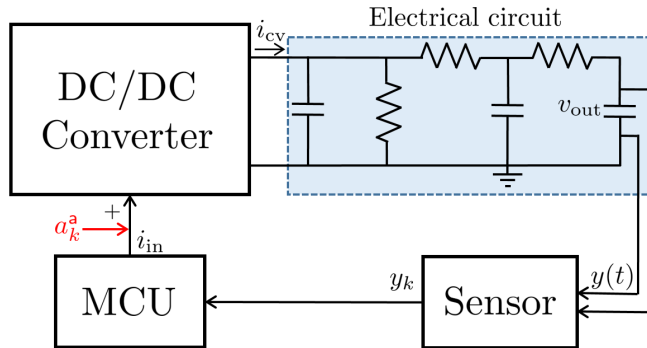 Electrical circuit
i_cv
DC/DC
Converter
v_out
+
a_k^a
i_in
MCU
y_k
Sensor
y(t)